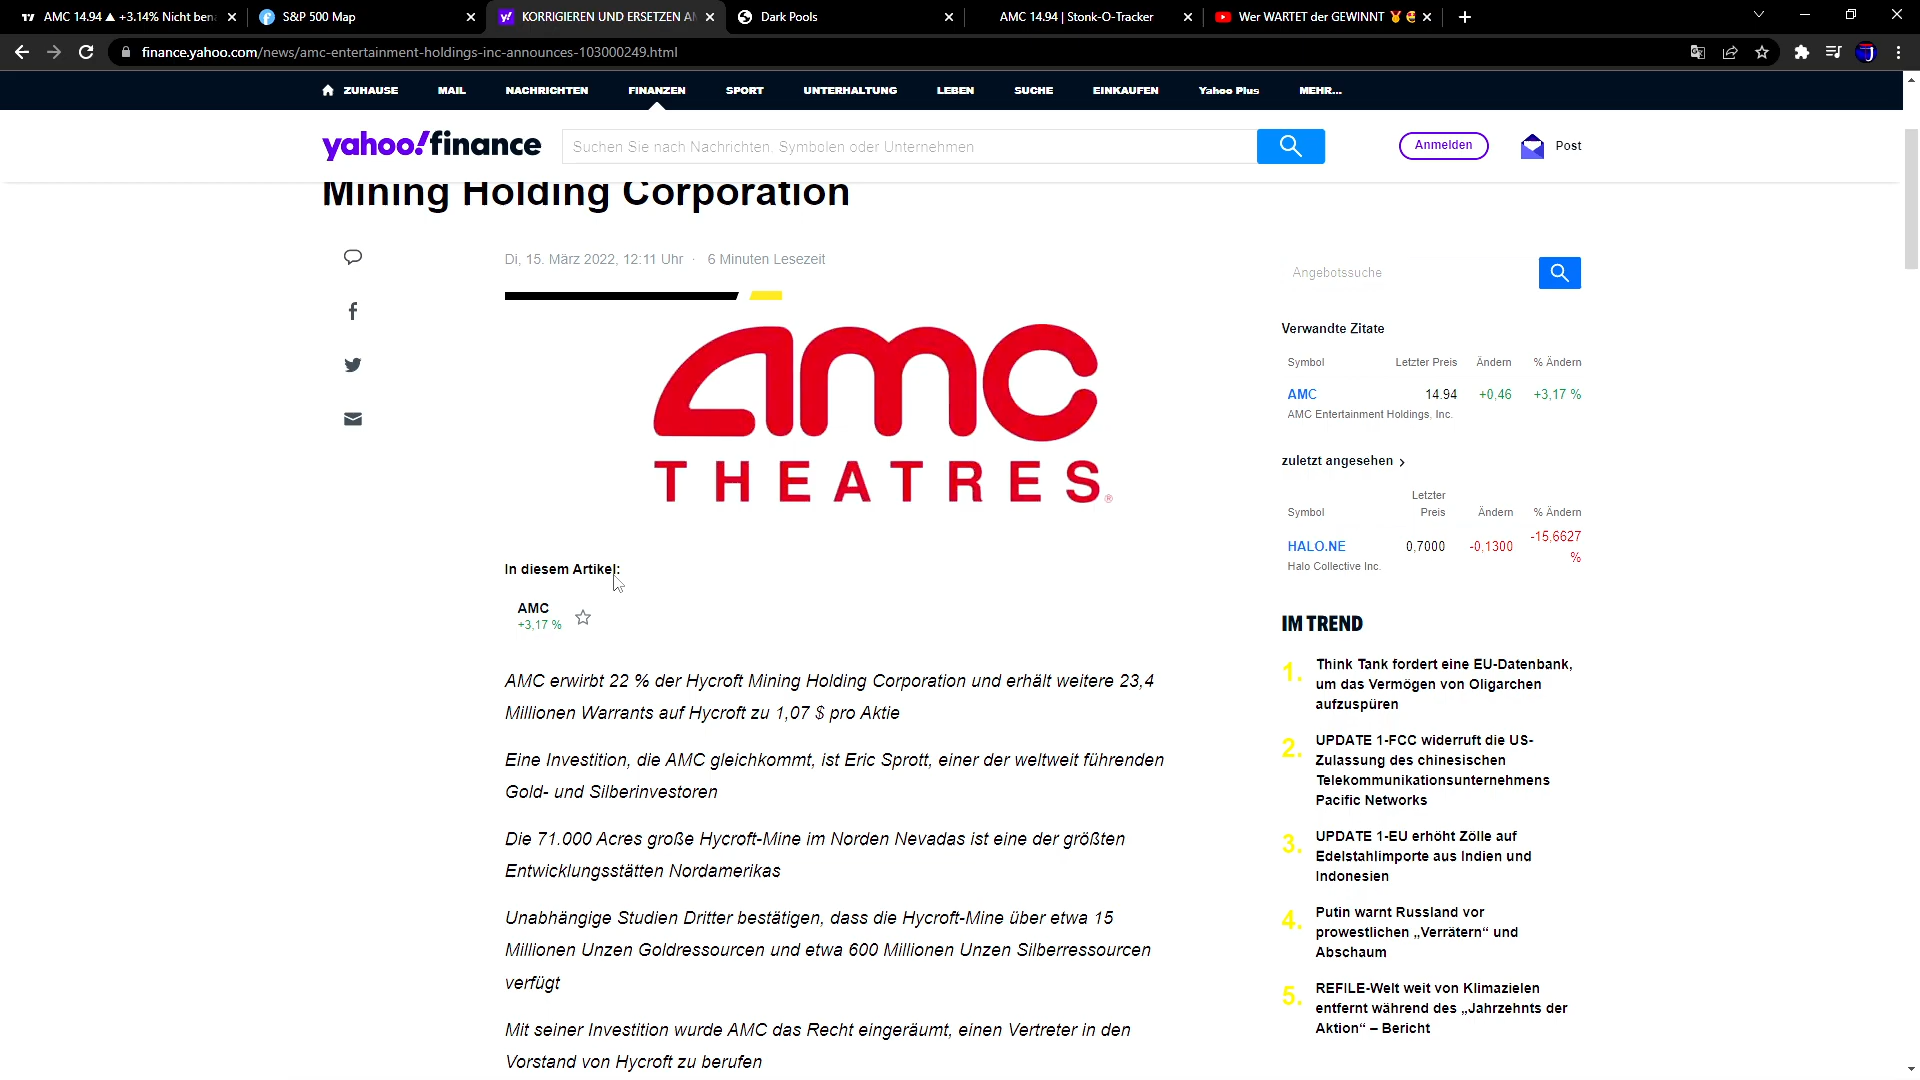 AMC 14.94 ▲ +3.14% Nicht ben
S&P 500 Map
KORRIGIEREN UND ERSETZEN AM
Dark Pools
AMC 14.94 | Stonk-O-Tracker
Wer WARTET der GEWINNT
finance.yahoo.com/news/amc-entertainment-holdings-inc-announces-103000249.html
ZUHAUSE MAIL NACHRICHTEN FINANZEN SPORT UNTERHALTUNG LEBEN SUCHE EINKAUFEN Yahoo Plus MEHR...
yahoo!finance
Suchen Sie nach Nachrichten, Symbolen oder Unternehmen
Anmelden
Post
Mining Holding Corporation
Di, 15. März 2022, 12:11 Uhr · 6 Minuten Lesezeit
amc
THEATRES®
In diesem Artikel:
AMC
+3,17 %
AMC erwirbt 22 % der Hycroft Mining Holding Corporation und erhält weitere 23,4
Millionen Warrants auf Hycroft zu 1,07 $ pro Aktie
Eine Investition, die AMC gleichkommt, ist Eric Sprott, einer der weltweit führenden
Gold- und Silberinvestoren
Die 71.000 Acres große Hycroft-Mine im Norden Nevadas ist eine der größten
Entwicklungsstätten Nordamerikas
Unabhängige Studien Dritter bestätigen, dass die Hycroft-Mine über etwa 15
Millionen Unzen Goldressourcen und etwa 600 Millionen Unzen Silberressourcen
verfügt
Mit seiner Investition wurde AMC das Recht eingeräumt, einen Vertreter in den
Vorstand von Hycroft zu berufen
Angebotssuche
Verwandte Zitate
Symbol Letzter Preis Ändern % Ändern
AMC 14.94 +0,46 +3,17 %
AMC Entertainment Holdings, Inc.
zuletzt angesehen
Letzter
Symbol Preis Ändern % Ändern
HALO.NE 0,7000 -0,1300 -15,6627
%
Halo Collective Inc.
IM TREND
1. Think Tank fordert eine EU-Datenbank,
um das Vermögen von Oligarchen
aufzuspüren
2. UPDATE 1-FCC widerruft die US-
Zulassung des chinesischen
Telekommunikationsunternehmens
Pacific Networks
3. UPDATE 1-EU erhöht Zölle auf
Edelstahlimporte aus Indien und
Indonesien
4. Putin warnt Russland vor
prowestlichen „Verrätern“ und
Abschaum
5. REFILE-Welt weit von Klimazielen
entfernt während des „Jahrzehnts der
Aktion“ – Bericht